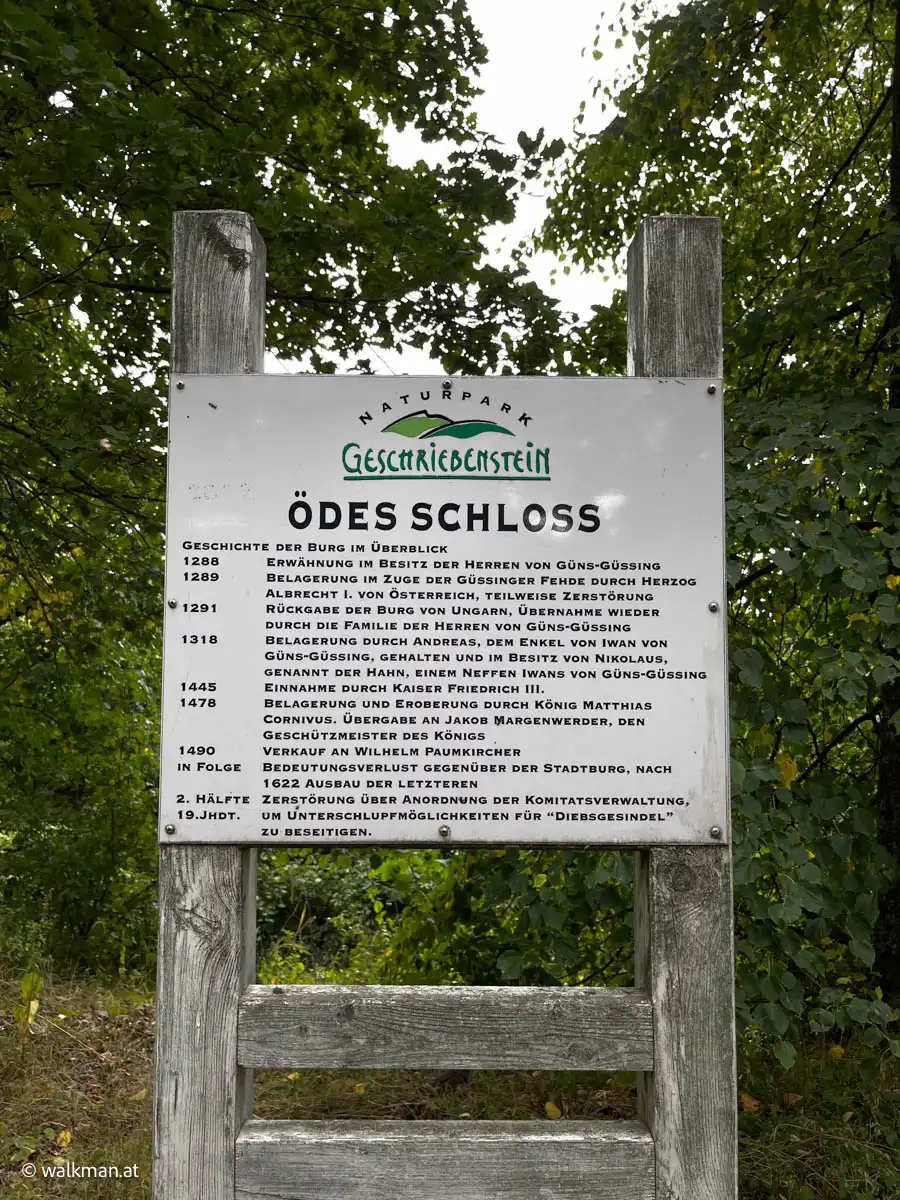 NATURPARK
GESCHRIEBENSTEIN
ÖDES SCHLOSS
GESCHICHTE DER BURG IM ÜBERBLICK
1288 ERWÄHNUNG IM BESITZ DER HERREN VON GÜNS-GÜSSING
1289 BELAGERUNG IM ZUGE DER GÜSSINGER FEHDE DURCH HERZOG
ALBRECHT I. VON ÖSTERREICH, TEILWEISE ZERSTÖRUNG
1291 RÜCKGABE DER BURG VON UNGARN, ÜBERNAHME WIEDER
DURCH DIE FAMILIE DER HERREN VON GÜNS-GÜSSING
1318 BELAGERUNG DURCH ANDREAS, DEM ENKEL VON IWAN VON
GÜNS-GÜSSING, GEHALTEN UND IM BESITZ VON NIKOLAUS,
GENANNT DER HAHN, EINEM NEFFEN IWANS VON GÜNS-GÜSSING
1445 EINNAHME DURCH KAISER FRIEDRICH III.
1478 BELAGERUNG UND EROBERUNG DURCH KÖNIG MATTHIAS
CORNIVUS. ÜBERGABE AN JAKOB MARGENWERDER, DEN
GESCHÜTZMEISTER DES KÖNIGS
1490 VERKAUF AN WILHELM PAUMKIRCHER
IN FOLGE BEDEUTUNGSVERLUST GEGENÜBER DER STADTBURG, NACH
1622 AUSBAU DER LETZTEREN
2. HÄLFTE ZERSTÖRUNG ÜBER ANORDNUNG DER KOMITATSVERWALTUNG,
19.JHDT. UM UNTERSCHLUPFMÖGLICHKEITEN FÜR "DIEBSGESINDEL"
ZU BESEITIGEN.
© walkman.at